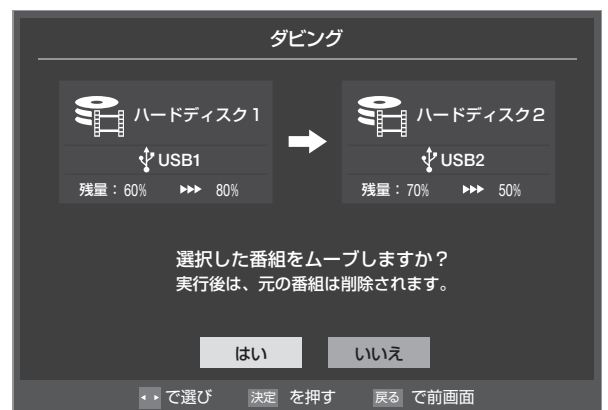 ダビング
ハードディスク1
USB1
残量：60% 80%
ハードディスク2
USB2
残量：70% 50%
選択した番組をムーブしますか？
実行後は、元の番組は削除されます。
はい いいえ
で選び 決定 を押す 戻る で前画面